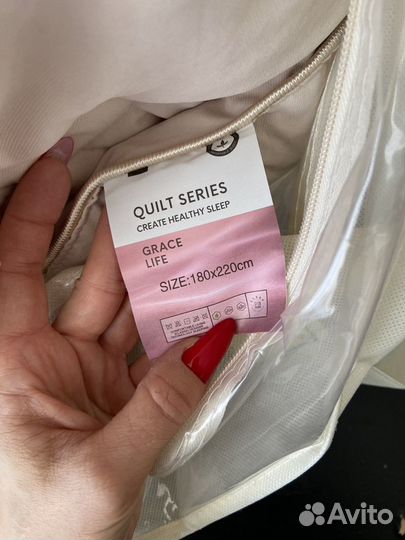 QUILT SERIES
CREATE HEALTHY SLEEP
GRACE
LIFE
SIZE:180x220cm
Avito